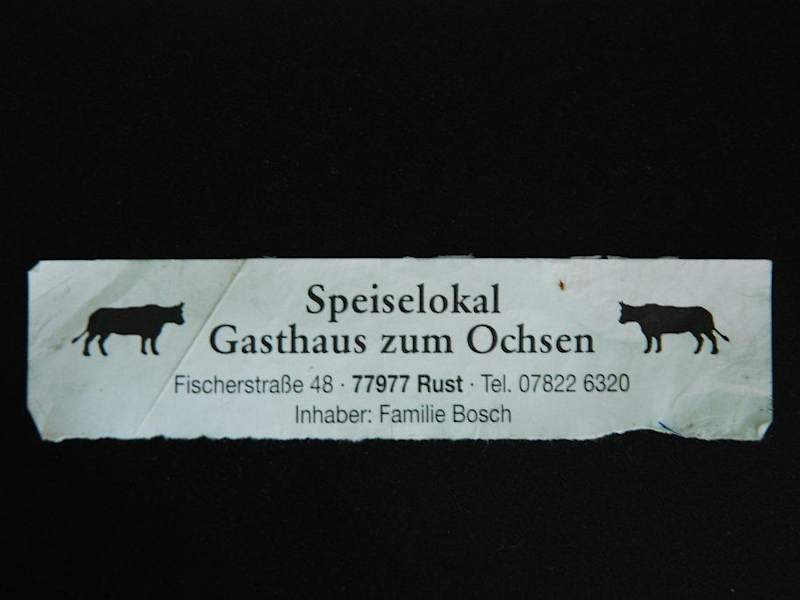 Speiselokal
Gasthaus zum Ochsen
Fischerstraße 48 · 77977 Rust · Tel. 07822 6320
Inhaber: Familie Bosch